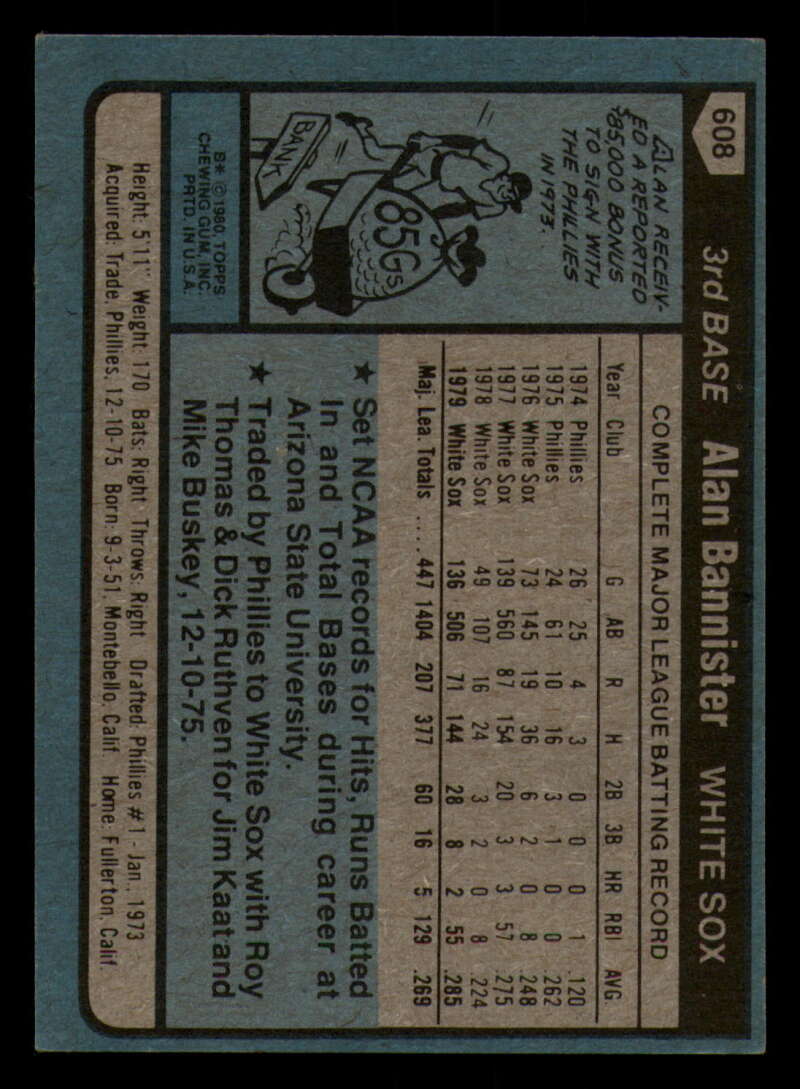 608
3rd BASE Alan Bannister WHITE SOX
ALAN RECEIV-
ED A REPORTED
$85,000 BONUS
TO SIGN WITH
THE PHILLIES
IN 1973.
85Gs
BANK
B* © 1980, TOPPS
CHEWING GUM, INC.
PRTD. IN U.S.A.
COMPLETE MAJOR LEAGUE BATTING RECORD
Year Club G AB R H 2B 3B HR RBI AVG.
1974 Phillies 26 25 4 3 0 0 0 1 .120
1975 Phillies 24 61 10 16 3 1 0 0 .262
1976 White Sox 73 145 19 36 6 2 0 8 .248
1977 White Sox 139 560 87 154 20 3 3 57 .275
1978 White Sox 49 107 16 24 3 2 0 8 .224
1979 White Sox 136 506 71 144 28 8 2 55 .285
Maj. Lea. Totals .... 447 1404 207 377 60 16 5 129 .269
★ Set NCAA records for Hits, Runs Batted
In and Total Bases during career at
Arizona State University.
★ Traded by Phillies to White Sox with Roy
Thomas & Dick Ruthven for Jim Kaat and
Mike Buskey, 12-10-75.
Height: 5'11" Weight: 170 Bats: Right Throws: Right Drafted: Phillies #1 - Jan., 1973
Acquired: Trade, Phillies, 12-10-75 Born: 9-3-51, Montebello, Calif. Home: Fullerton, Calif.